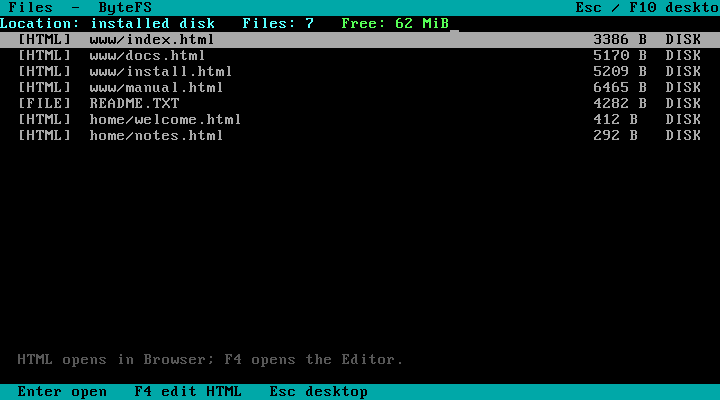 Files  -  ByteFS Esc / F10 deskto
Location: installed disk   Files: 7   Free: 62 MiB_
[HTML]  www/index.html 3386 B  DISK
[HTML]  www/docs.html 5170 B  DISK
[HTML]  www/install.html 5209 B  DISK
[HTML]  www/manual.html 6465 B  DISK
[FILE]  README.TXT 4282 B  DISK
[HTML]  home/welcome.html 412 B  DISK
[HTML]  home/notes.html 292 B  DISK
HTML opens in Browser; F4 opens the Editor.
Enter open   F4 edit HTML   Esc desktop